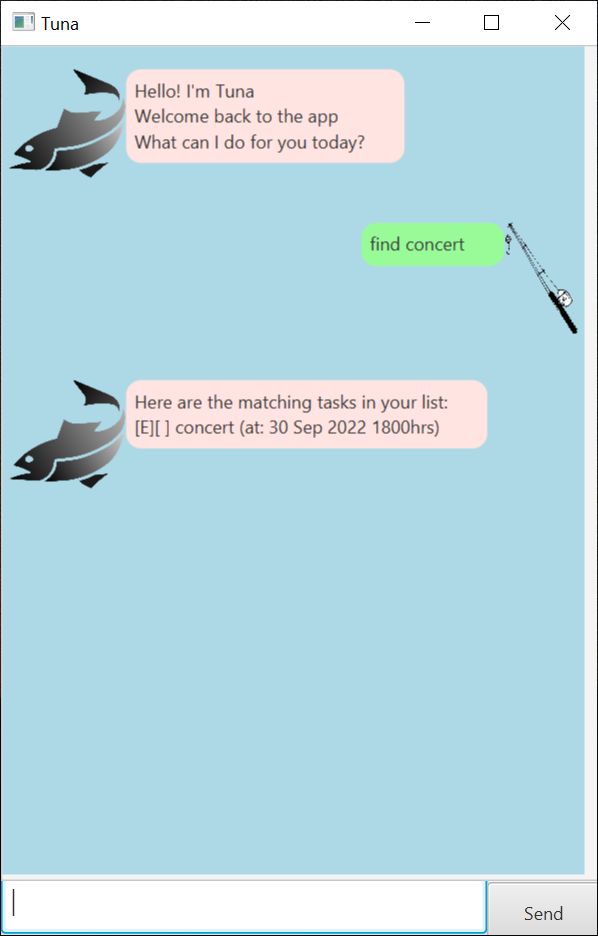 Tuna
Hello! I'm Tuna
Welcome back to the app
What can I do for you today?
find concert
Here are the matching tasks in your list:
[E][ ] concert (at: 30 Sep 2022 1800hrs)
Send